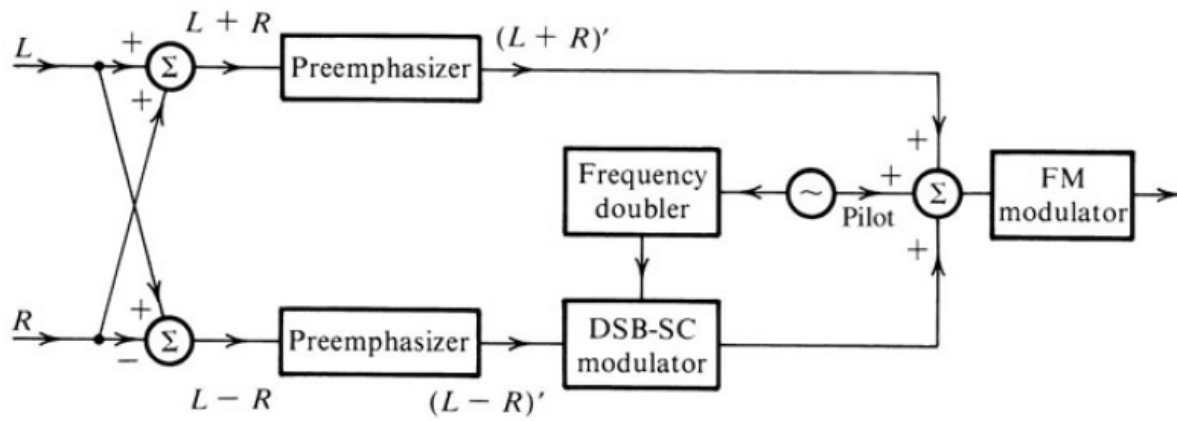 L
+
+
Σ
L + R
Preemphasizer
(L + R)′
Frequency
doubler
~
Pilot
+
+
+
Σ
FM
modulator
R
+
−
Σ
L − R
Preemphasizer
(L − R)′
DSB-SC
modulator